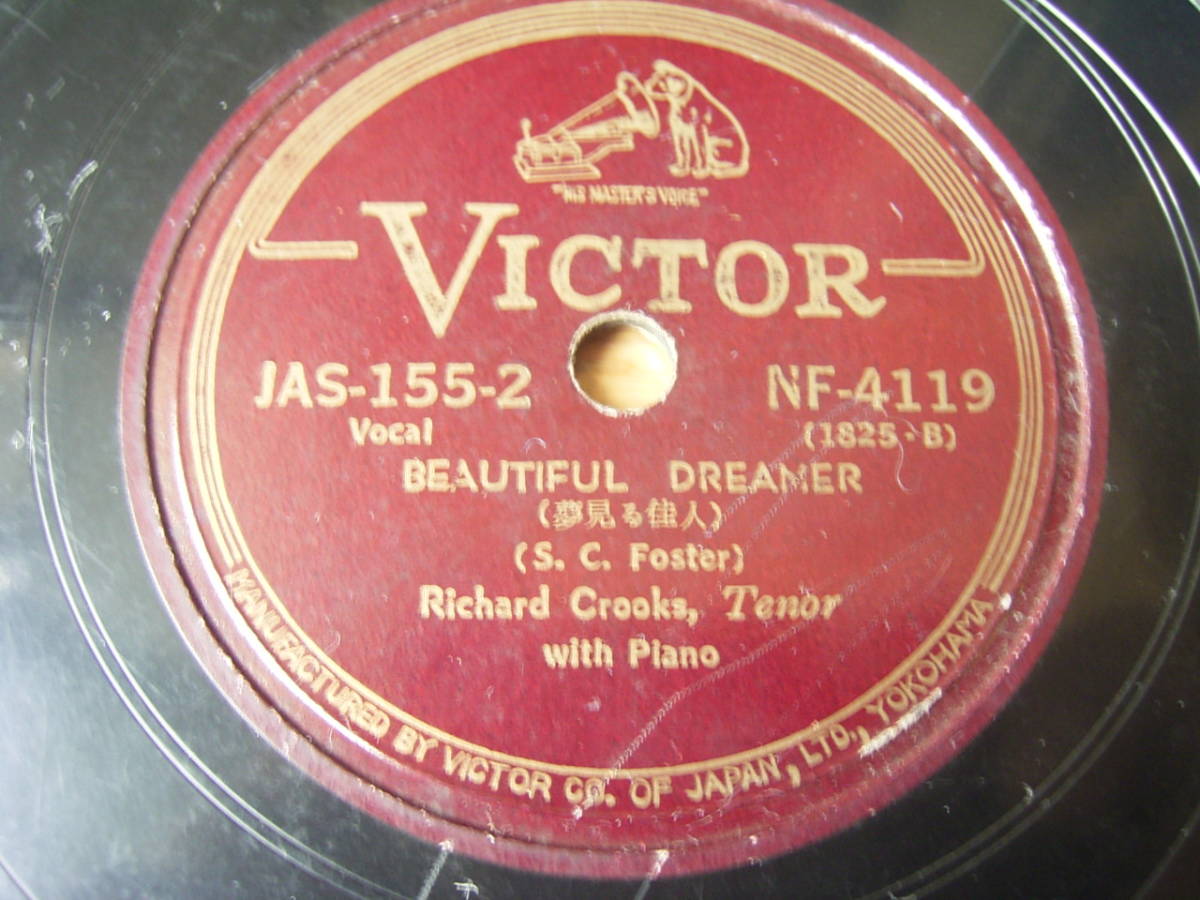 "HIS MASTER'S VOICE"
VICTOR
JAS-155-2
NF-4119
Vocal
(1825-B)
BEAUTIFUL DREAMER
(夢見る佳人)
(S. C. Foster)
Richard Crooks, Tenor
with Piano
MANUFACTURED BY VICTOR CO. OF JAPAN, LTD., YOKOHAMA